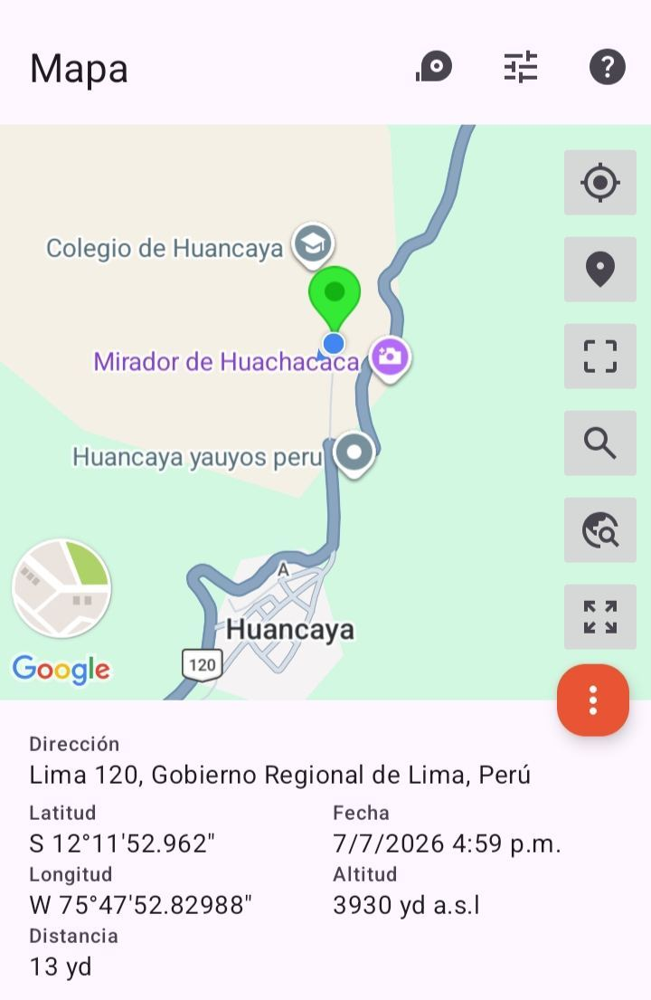 Mapa
Colegio de Huancaya
Mirador de Huachacaca
Huancaya yauyos peru
A
Huancaya
120
Google
Dirección
Lima 120, Gobierno Regional de Lima, Perú
Latitud
S 12°11'52.962"
Fecha
7/7/2026 4:59 p.m.
Longitud
W 75°47'52.82988"
Altitud
3930 yd a.s.l
Distancia
13 yd